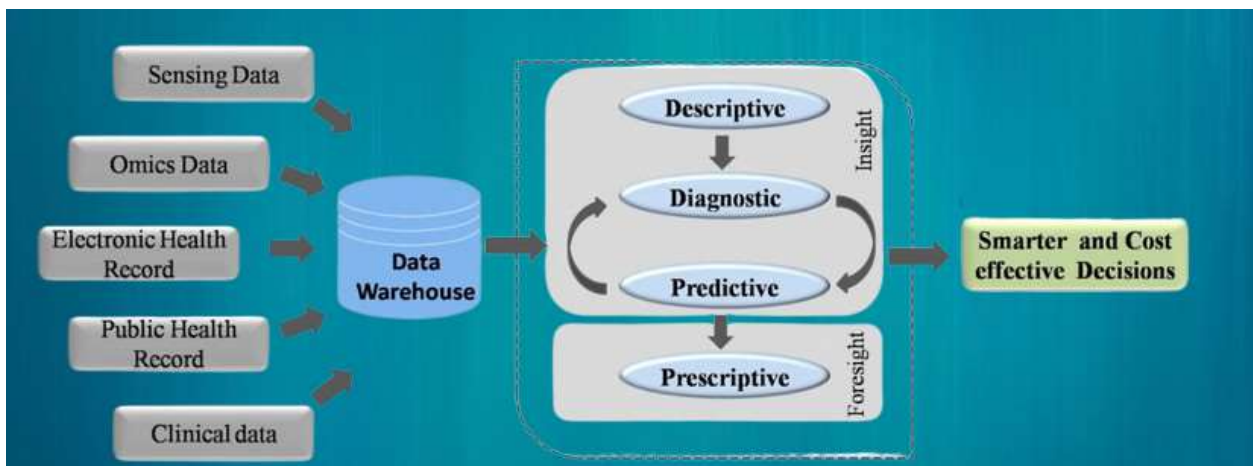 Sensing Data
Omics Data
Electronic Health
Record
Public Health
Record
Clinical data
Data
Warehouse
Descriptive
Diagnostic
Predictive
Insight
Prescriptive
Foresight
Smarter and Cost
effective Decisions